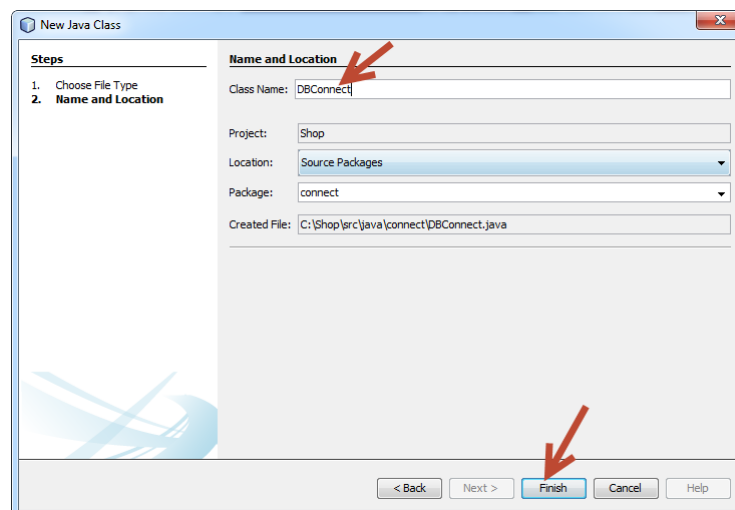 New Java Class
Steps
1. Choose File Type
2. Name and Location
Name and Location
Class Name: DBConnect
Project: Shop
Location: Source Packages
Package: connect
Created File: C:\Shop\src\java\connect\DBConnect.java
< Back Next > Finish Cancel Help